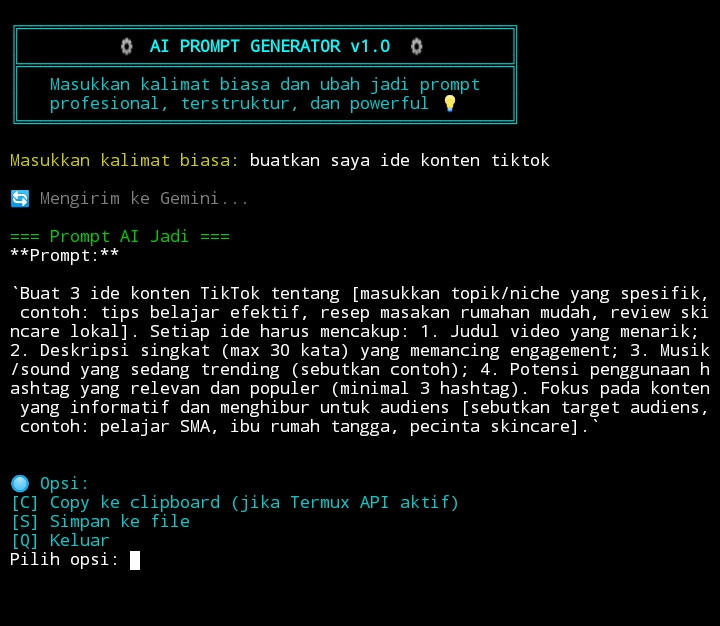 AI PROMPT GENERATOR v1.0
Masukkan kalimat biasa dan ubah jadi prompt
profesional, terstruktur, dan powerful 💡
Masukkan kalimat biasa: buatkan saya ide konten tiktok
🔄 Mengirim ke Gemini...
=== Prompt AI Jadi ===
**Prompt:**
`Buat 3 ide konten TikTok tentang [masukkan topik/niche yang spesifik,
contoh: tips belajar efektif, resep masakan rumahan mudah, review ski
ncare lokal]. Setiap ide harus mencakup: 1. Judul video yang menarik;
2. Deskripsi singkat (max 30 kata) yang memancing engagement; 3. Musik
/sound yang sedang trending (sebutkan contoh); 4. Potensi penggunaan h
ashtag yang relevan dan populer (minimal 3 hashtag). Fokus pada konten
yang informatif dan menghibur untuk audiens [sebutkan target audiens,
contoh: pelajar SMA, ibu rumah tangga, pecinta skincare].`
🔵 Opsi:
[C] Copy ke clipboard (jika Termux API aktif)
[S] Simpan ke file
[Q] Keluar
Pilih opsi: